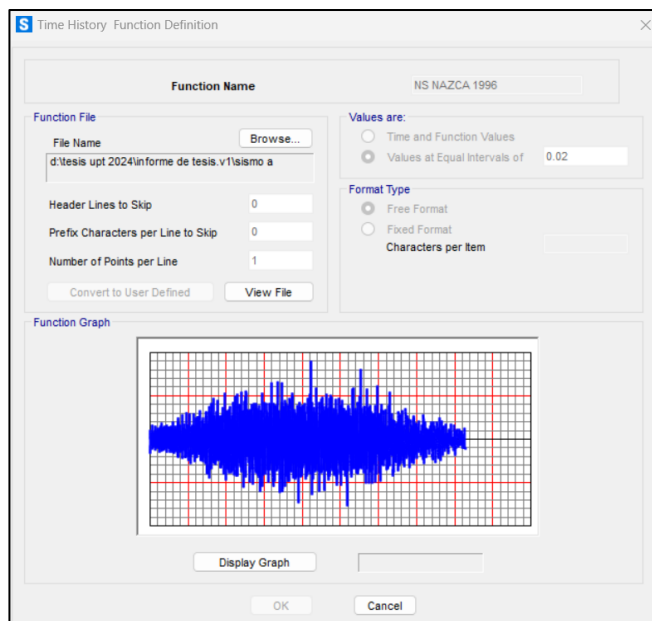 S Time History Function Definition
Function Name NS NAZCA 1996
Function File
File Name Browse...
d:\tesis upt 2024\informe de tesis.v1\sismo a
Header Lines to Skip 0
Prefix Characters per Line to Skip 0
Number of Points per Line 1
Convert to User Defined View File
Values are:
Time and Function Values
Values at Equal Intervals of 0.02
Format Type
Free Format
Fixed Format
Characters per Item
Function Graph
Display Graph
OK Cancel